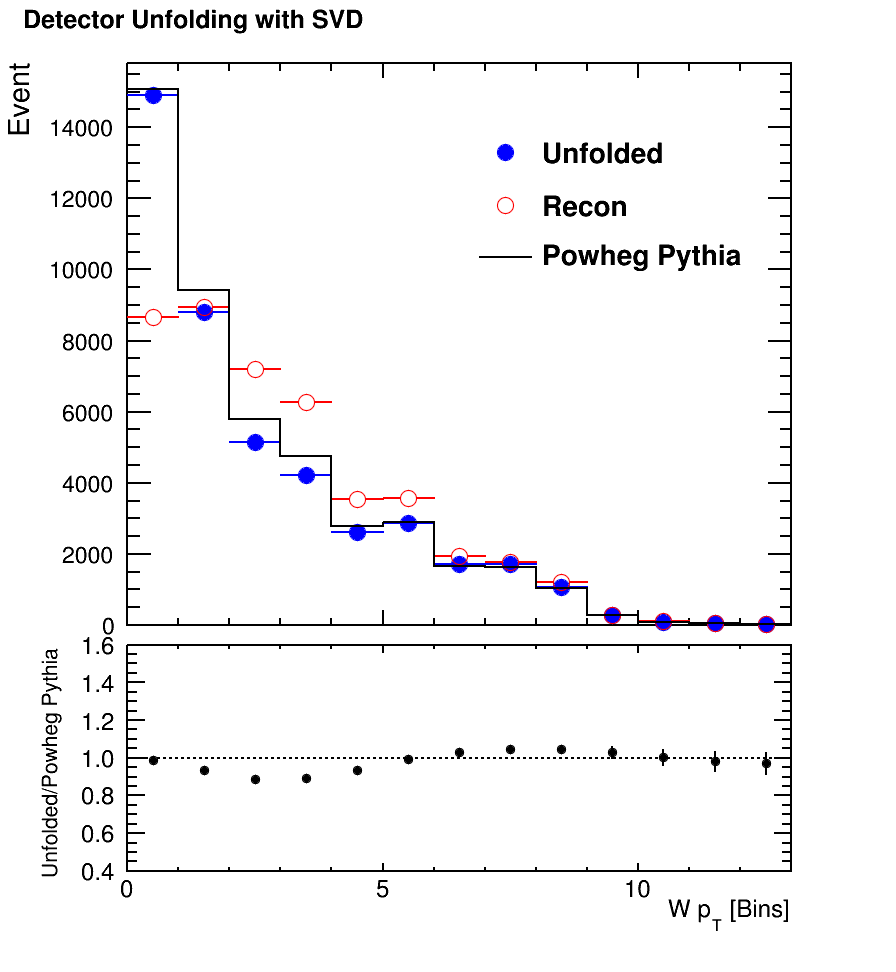 Detector Unfolding with SVD
Event
14000
12000
10000
8000
6000
4000
2000
0
Unfolded
Recon
Powheg Pythia
Unfolded/Powheg Pythia
1.6
1.4
1.2
1.0
0.8
0.6
0.4
0 5 10
W p_T [Bins]